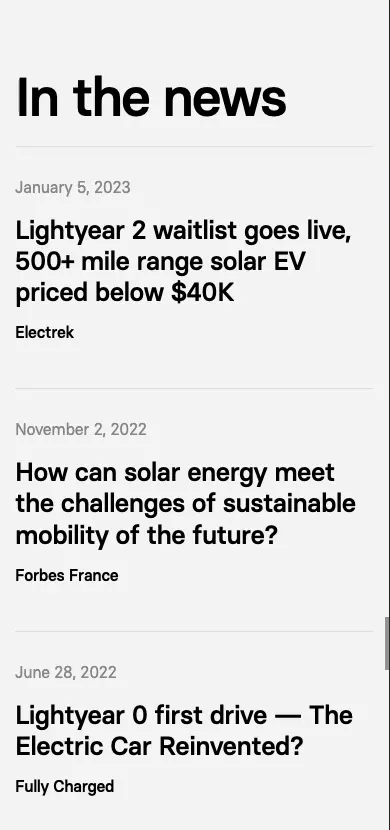 In the news
January 5, 2023
Lightyear 2 waitlist goes live,
500+ mile range solar EV
priced below $40K
Electrek
November 2, 2022
How can solar energy meet
the challenges of sustainable
mobility of the future?
Forbes France
June 28, 2022
Lightyear 0 first drive — The
Electric Car Reinvented?
Fully Charged